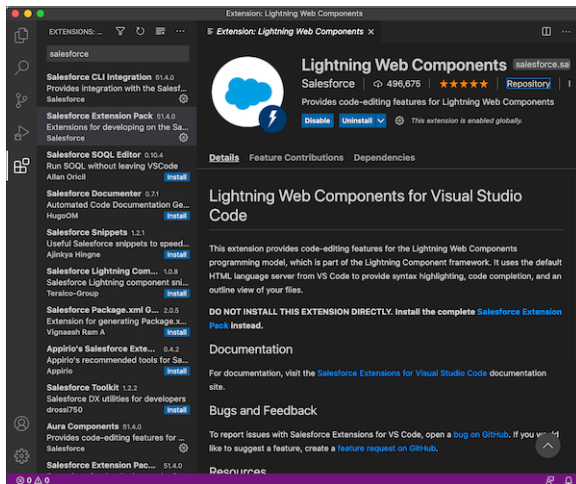 Extension: Lightning Web Components
EXTENSIONS: ...
Extension: Lightning Web Components
salesforce
Salesforce CLI Integration 51.4.0
Provides integration with the Salesf...
Salesforce
Salesforce Extension Pack 51.4.0
Extensions for developing on the Sa...
Salesforce
Salesforce SOQL Editor 0.10.4
Run SOQL without leaving VSCode
Allan Oricil
Install
Salesforce Documenter 0.7.1
Automated Code Documentation Ge...
HugoOM
Install
Salesforce Snippets 1.2.1
Useful Salesforce snippets to speed...
Ajinkya Hingne
Install
Salesforce Lightning Com... 1.0.8
Salesforce Lightning component sni...
Teralco-Group
Install
Salesforce Package.xml G... 2.0.5
Extension for generating Package.x...
Vignaesh Ram A
Install
Appirio's Salesforce Exte... 0.4.2
Appirio's recommended tools for Sa...
Appirio
Install
Salesforce Toolkit 1.2.2
Salesforce DX utilities for developers
drossi750
Install
Aura Components 51.4.0
Provides code-editing features for ...
Salesforce
Salesforce Extension Pac... 51.4.0
Lightning Web Components salesforce.sa
Salesforce 496,675 Repository
Provides code-editing features for Lightning Web Components
Disable Uninstall This extension is enabled globally.
Details Feature Contributions Dependencies
Lightning Web Components for Visual Studio
Code
This extension provides code-editing features for the Lightning Web Components
programming model, which is part of the Lightning Component framework. It uses the default
HTML language server from VS Code to provide syntax highlighting, code completion, and an
outline view of your files.
DO NOT INSTALL THIS EXTENSION DIRECTLY. Install the complete Salesforce Extension
Pack instead.
Documentation
For documentation, visit the Salesforce Extensions for Visual Studio Code documentation
site.
Bugs and Feedback
To report issues with Salesforce Extensions for VS Code, open a bug on GitHub. If you would
like to suggest a feature, create a feature request on GitHub.
Resources
0 0